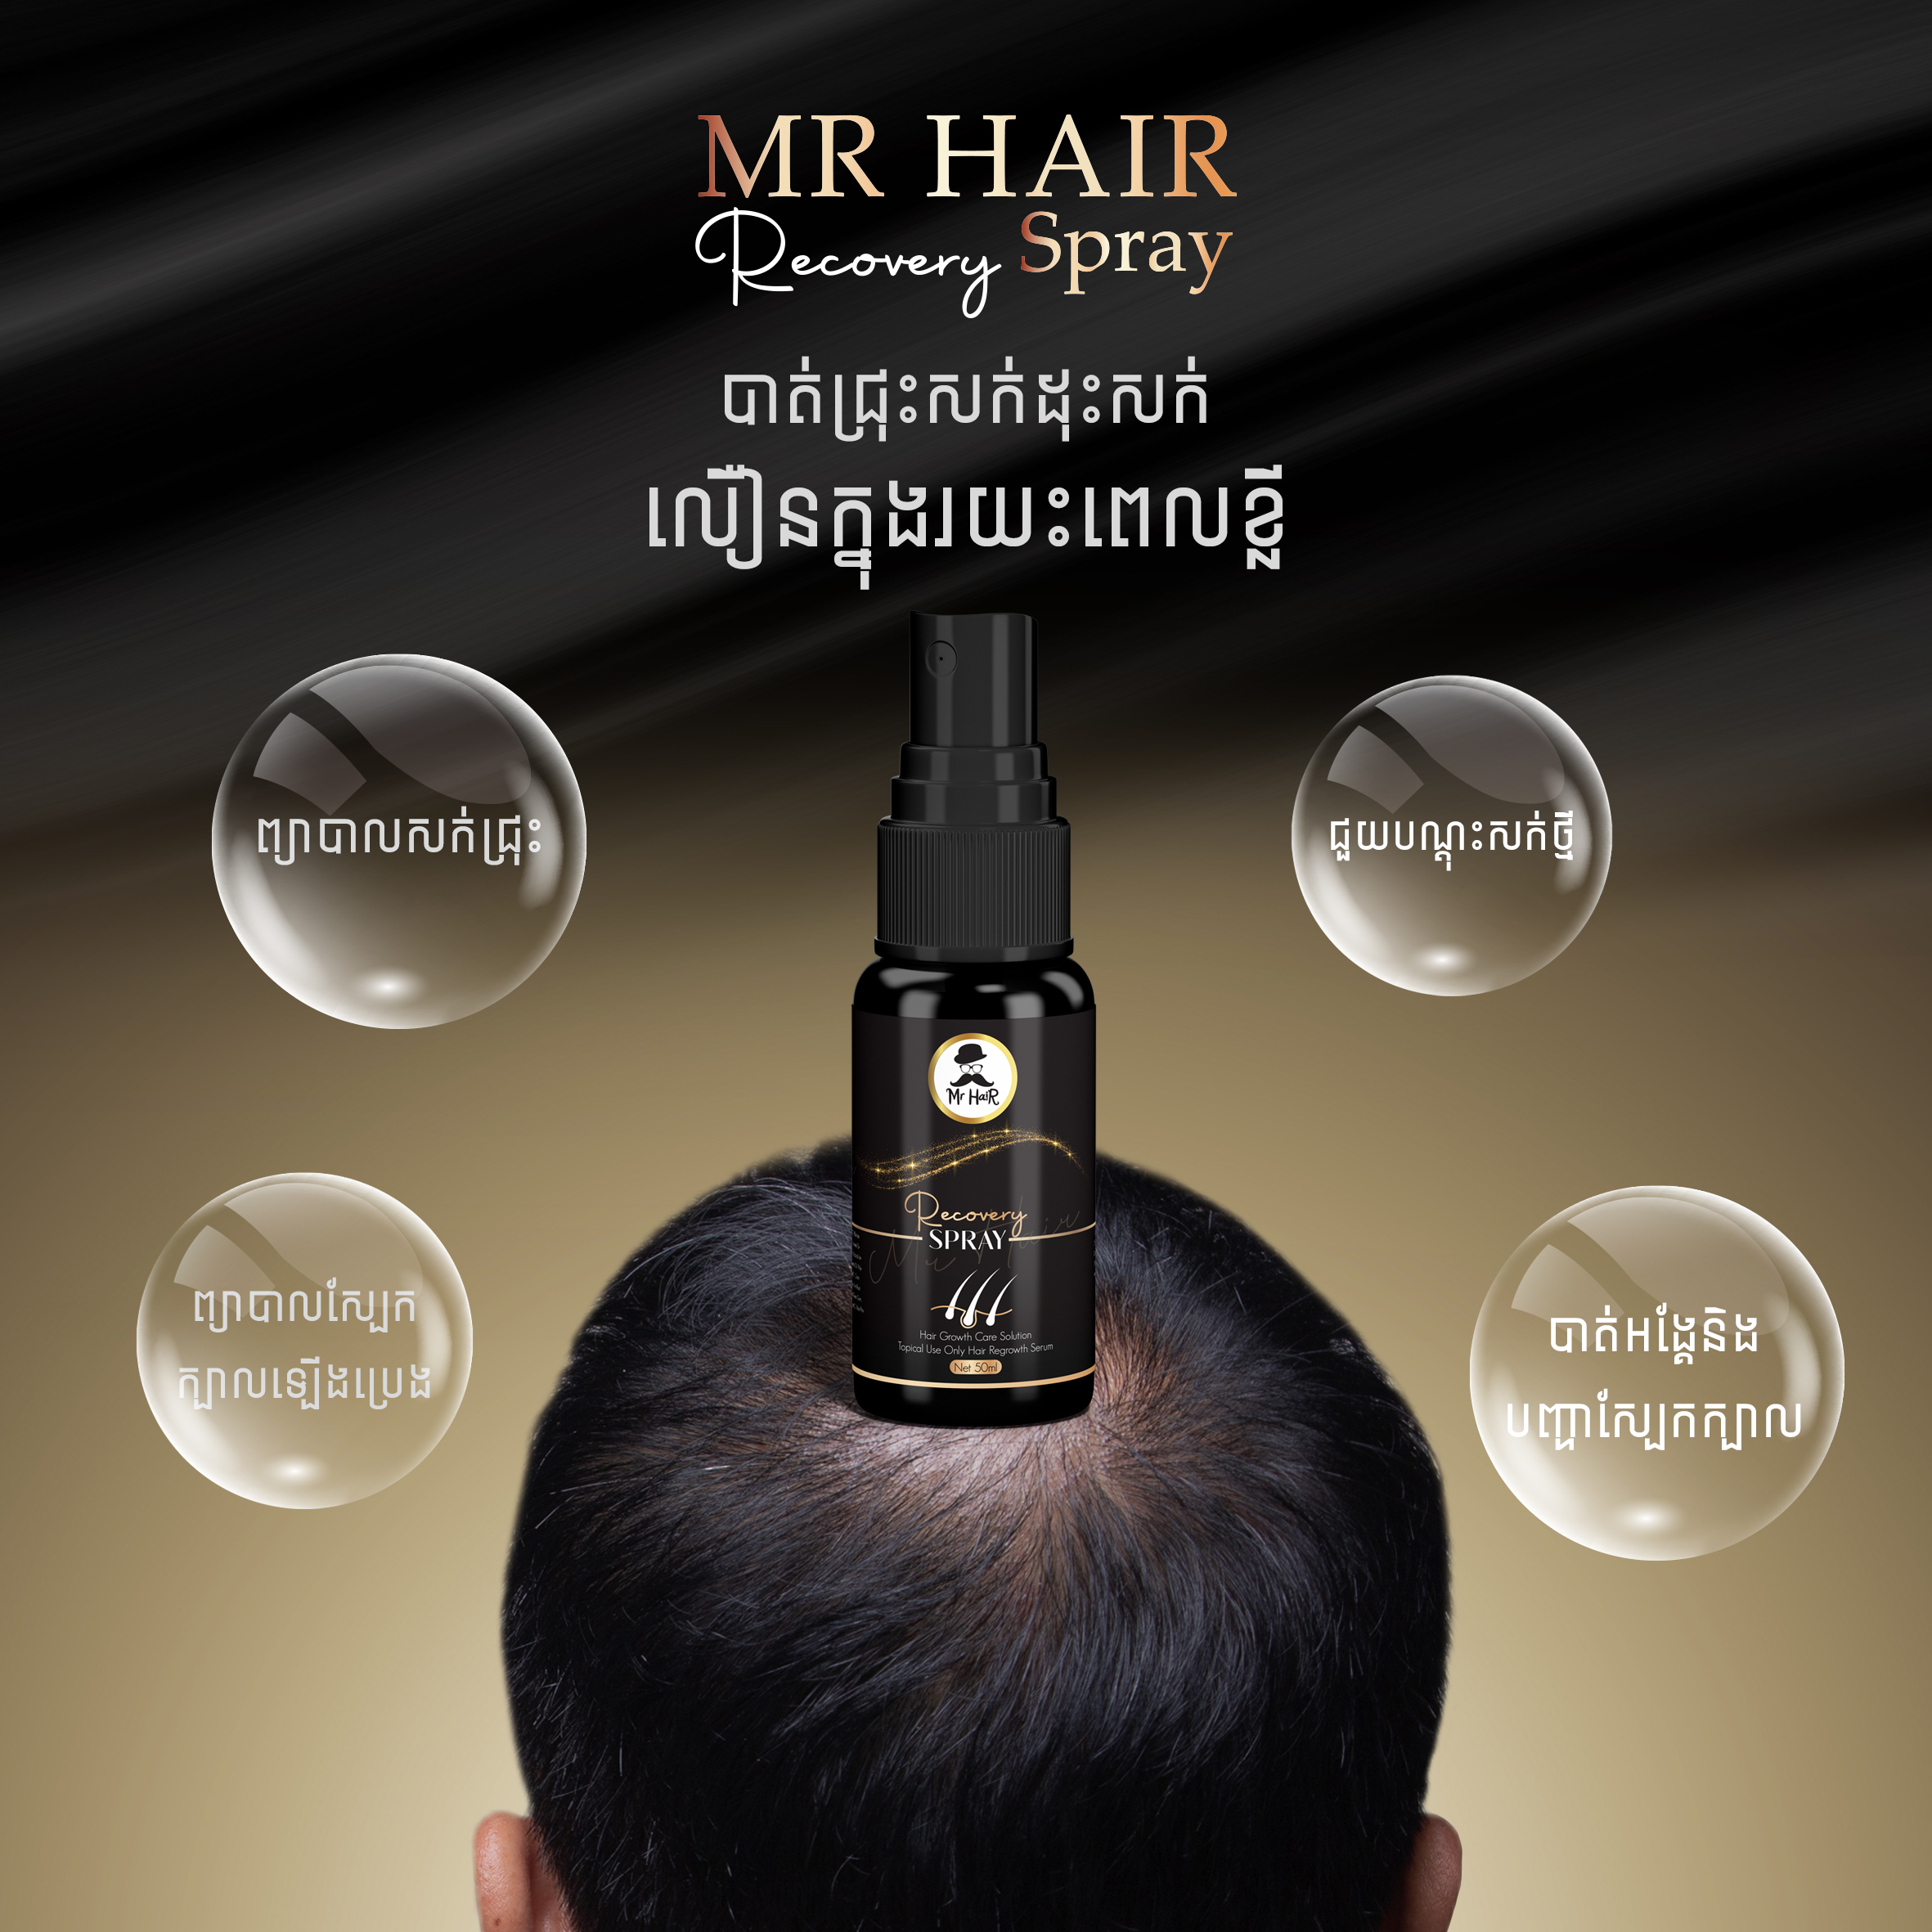 MR HAIR
Recovery Spray
បាត់ជ្រុះសក់ដុះសក់
លឿនក្នុងរយៈពេលខ្លី
ព្យាបាលសក់ជ្រុះ
ជួយបណ្ដុះសក់ថ្មី
ព្យាបាលស្បែក
ក្បាលឡើងប្រេង
បាត់អង្គែនិង
បញ្ហាស្បែកក្បាល
Mr HaiR
Recovery
SPRAY
Mr Hair
Hair Growth Care Solution
Topical Use Only Hair Regrowth Serum
Net 50ml